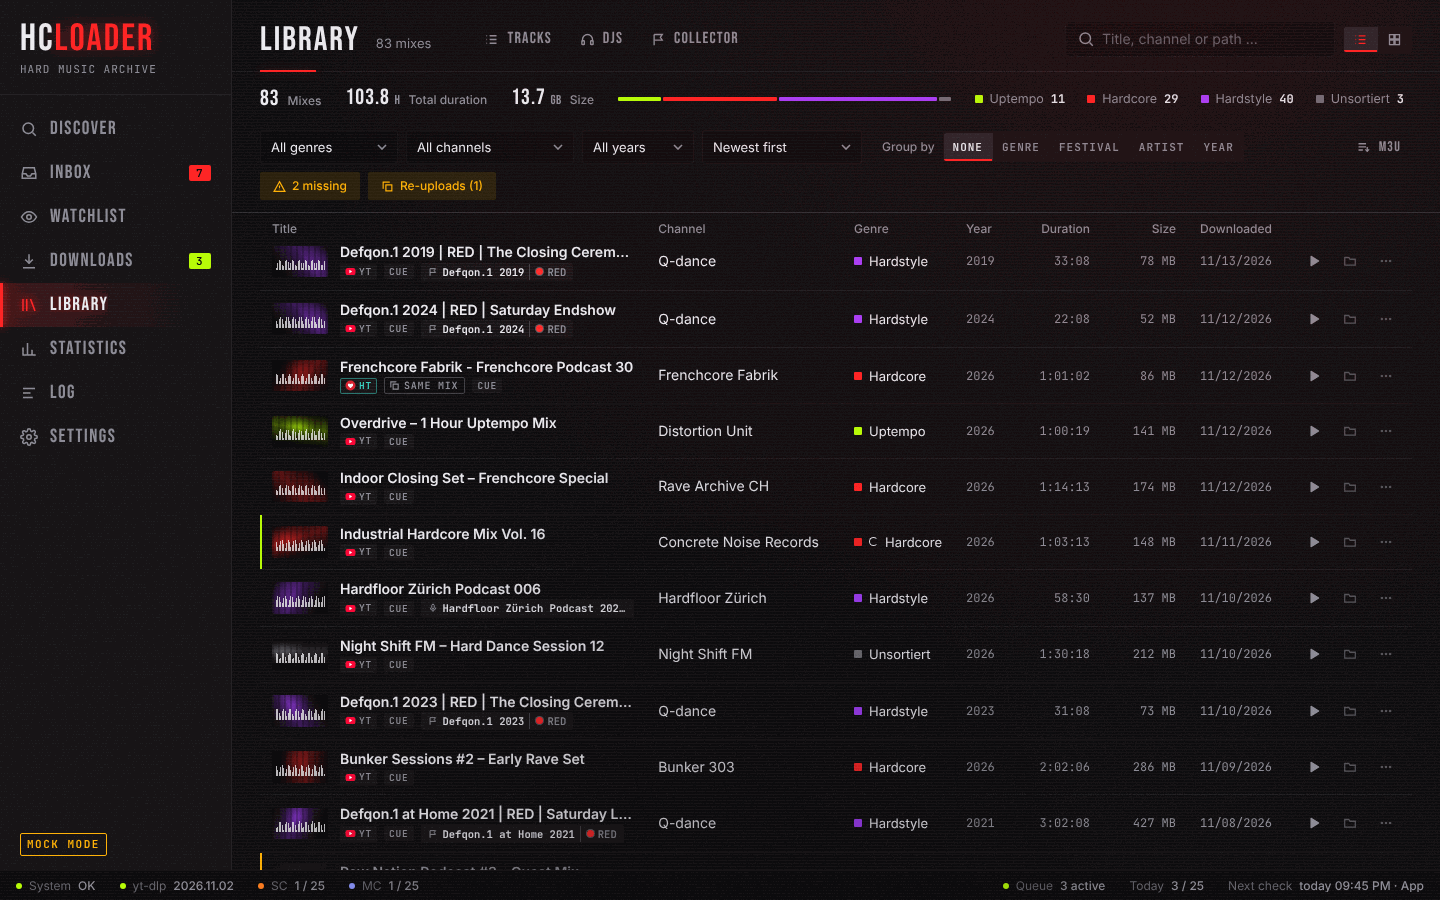 HCLOADER
HARD MUSIC ARCHIVE
DISCOVER
INBOX 7
WATCHLIST
DOWNLOADS 3
LIBRARY
STATISTICS
LOG
SETTINGS
MOCK MODE
LIBRARY 83 mixes TRACKS DJS COLLECTOR Title, channel or path ...
83 Mixes 103.8 H Total duration 13.7 GB Size Uptempo 11 Hardcore 29 Hardstyle 40 Unsortiert 3
All genres All channels All years Newest first Group by NONE GENRE FESTIVAL ARTIST YEAR M3U
2 missing Re-uploads (1)
Title Channel Genre Year Duration Size Downloaded
Defqon.1 2019 | RED | The Closing Cerem... Q-dance Hardstyle 2019 33:08 78 MB 11/13/2026
YT CUE Defqon.1 2019 RED
Defqon.1 2024 | RED | Saturday Endshow Q-dance Hardstyle 2024 22:08 52 MB 11/12/2026
YT CUE Defqon.1 2024 RED
Frenchcore Fabrik - Frenchcore Podcast 30 Frenchcore Fabrik Hardcore 2026 1:01:02 86 MB 11/12/2026
HT SAME MIX CUE
Overdrive – 1 Hour Uptempo Mix Distortion Unit Uptempo 2026 1:00:19 141 MB 11/12/2026
YT CUE
Indoor Closing Set – Frenchcore Special Rave Archive CH Hardcore 2026 1:14:13 174 MB 11/12/2026
YT CUE
Industrial Hardcore Mix Vol. 16 Concrete Noise Records Hardcore 2026 1:03:13 148 MB 11/11/2026
YT CUE
Hardfloor Zürich Podcast 006 Hardfloor Zürich Hardstyle 2026 58:30 137 MB 11/10/2026
YT CUE Hardfloor Zürich Podcast 202...
Night Shift FM – Hard Dance Session 12 Night Shift FM Unsortiert 2026 1:30:18 212 MB 11/10/2026
YT CUE
Defqon.1 2023 | RED | The Closing Cerem... Q-dance Hardstyle 2023 31:08 73 MB 11/10/2026
YT CUE Defqon.1 2023 RED
Bunker Sessions #2 – Early Rave Set Bunker 303 Hardcore 2026 2:02:06 286 MB 11/09/2026
YT CUE
Defqon.1 at Home 2021 | RED | Saturday L... Q-dance Hardstyle 2021 3:02:08 427 MB 11/08/2026
YT CUE Defqon.1 at Home 2021 RED
System OK yt-dlp 2026.11.02 SC 1 / 25 MC 1 / 25 Queue 3 active Today 3 / 25 Next check today 09:45 PM · App